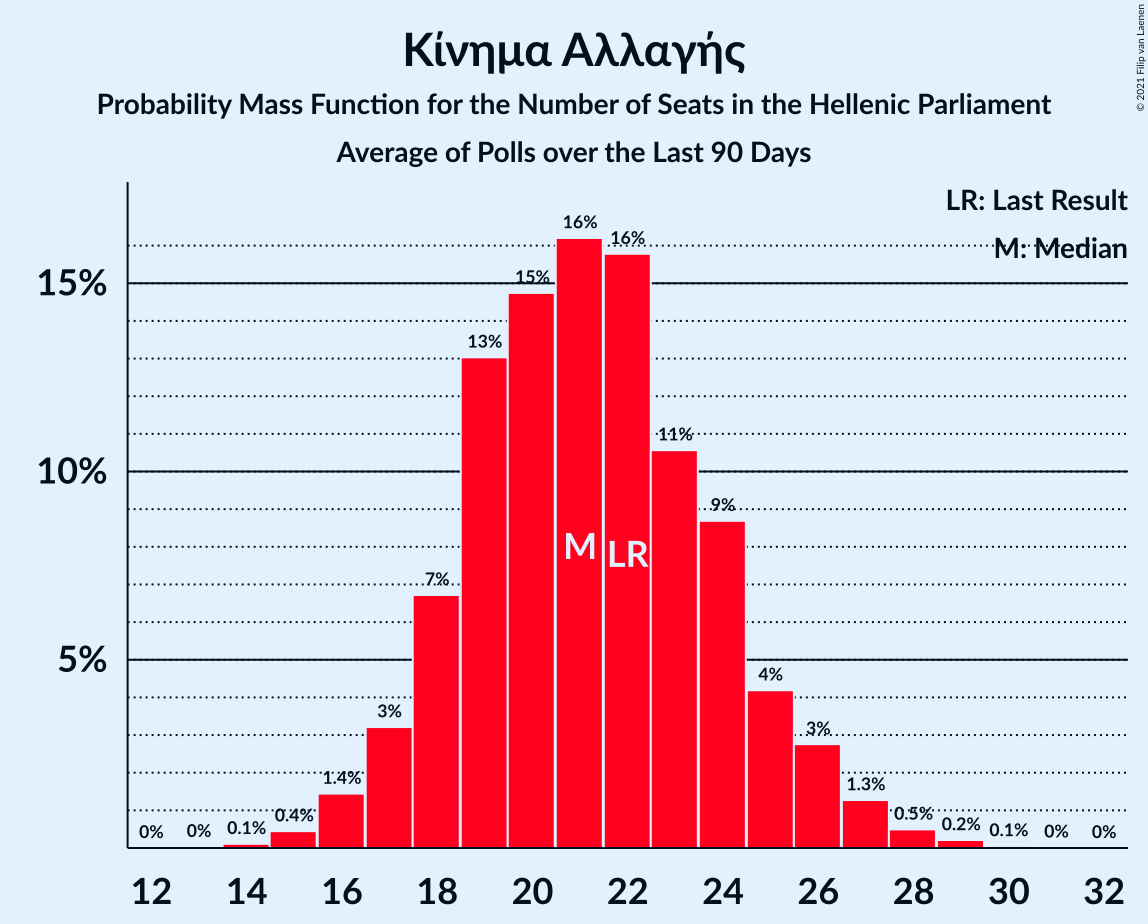 Κίνημα Αλλαγής
Probability Mass Function for the Number of Seats in the Hellenic Parliament
Average of Polls over the Last 90 Days
© 2021 Filip van Laenen
LR: Last Result
M: Median
15%
10%
5%
0% 0% 0.1% 0.4% 1.4% 3% 7% 13% 15% 16% 16% 11% 9% 4% 3% 1.3% 0.5% 0.2% 0.1% 0% 0%
M LR
12 14 16 18 20 22 24 26 28 30 32